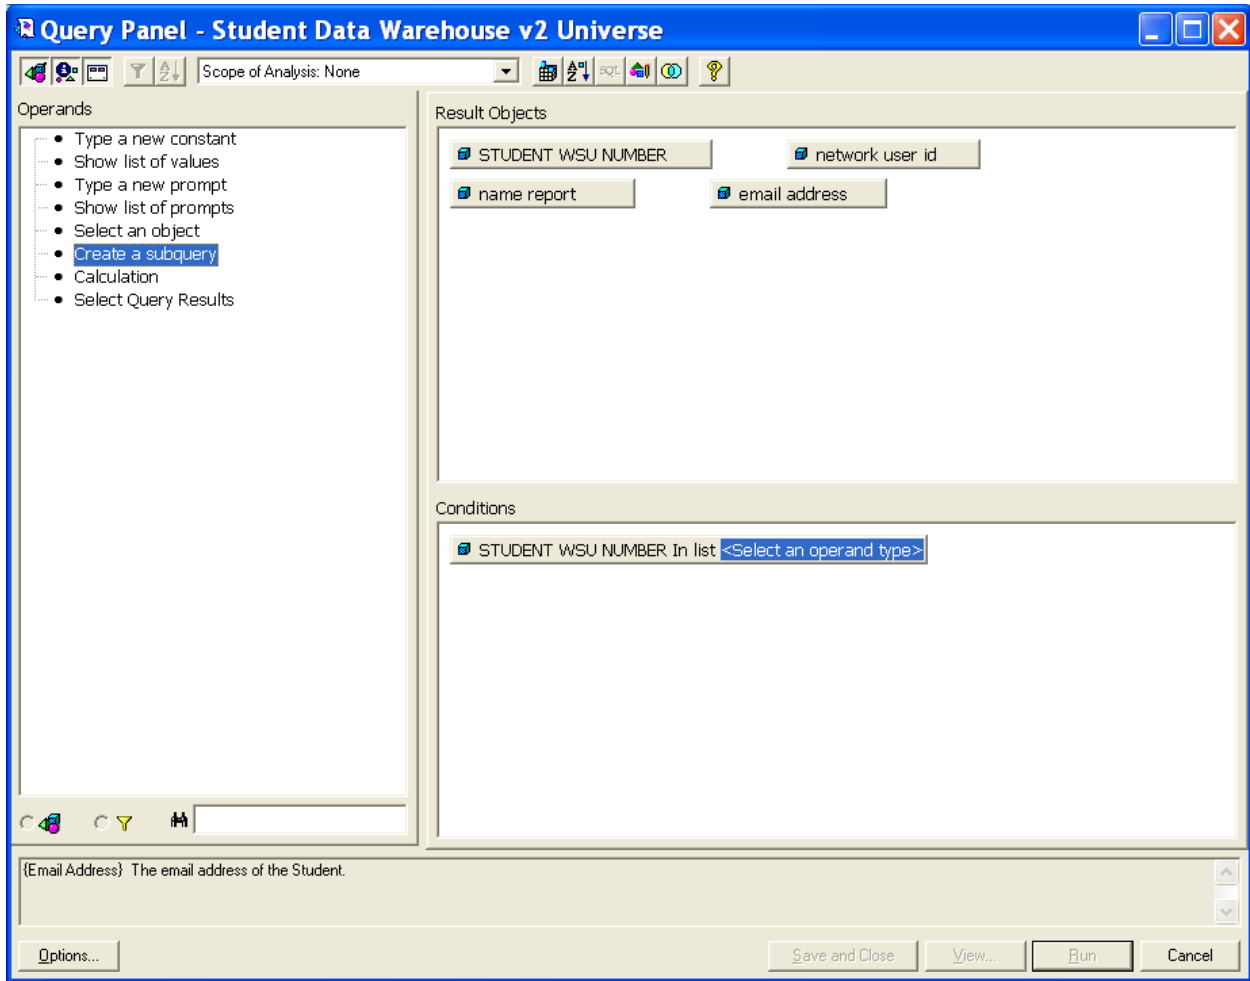 Query Panel - Student Data Warehouse v2 Universe
Scope of Analysis: None
SQL
Operands
Type a new constant
Show list of values
Type a new prompt
Show list of prompts
Select an object
Create a subquery
Calculation
Select Query Results
Result Objects
STUDENT WSU NUMBER
network user id
name report
email address
Conditions
STUDENT WSU NUMBER In list <Select an operand type>
{Email Address}  The email address of the Student.
Options...
Save and Close
View...
Run
Cancel